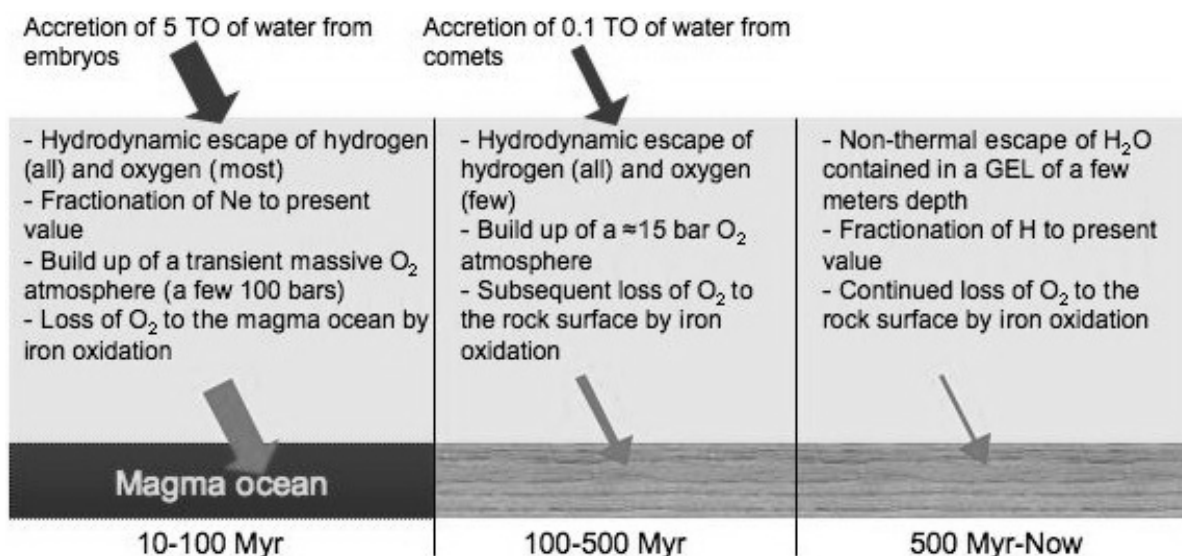 Accretion of 5 TO of water from
embryos
Accretion of 0.1 TO of water from
comets
- Hydrodynamic escape of hydrogen
(all) and oxygen (most)
- Fractionation of Ne to present
value
- Build up of a transient massive O₂
atmosphere (a few 100 bars)
- Loss of O₂ to the magma ocean by
iron oxidation
- Hydrodynamic escape of
hydrogen (all) and oxygen
(few)
- Build up of a ≈15 bar O₂
atmosphere
- Subsequent loss of O₂ to
the rock surface by iron
oxidation
- Non-thermal escape of H₂O
contained in a GEL of a few
meters depth
- Fractionation of H to present
value
- Continued loss of O₂ to the
rock surface by iron oxidation
Magma ocean
10-100 Myr
100-500 Myr
500 Myr-Now